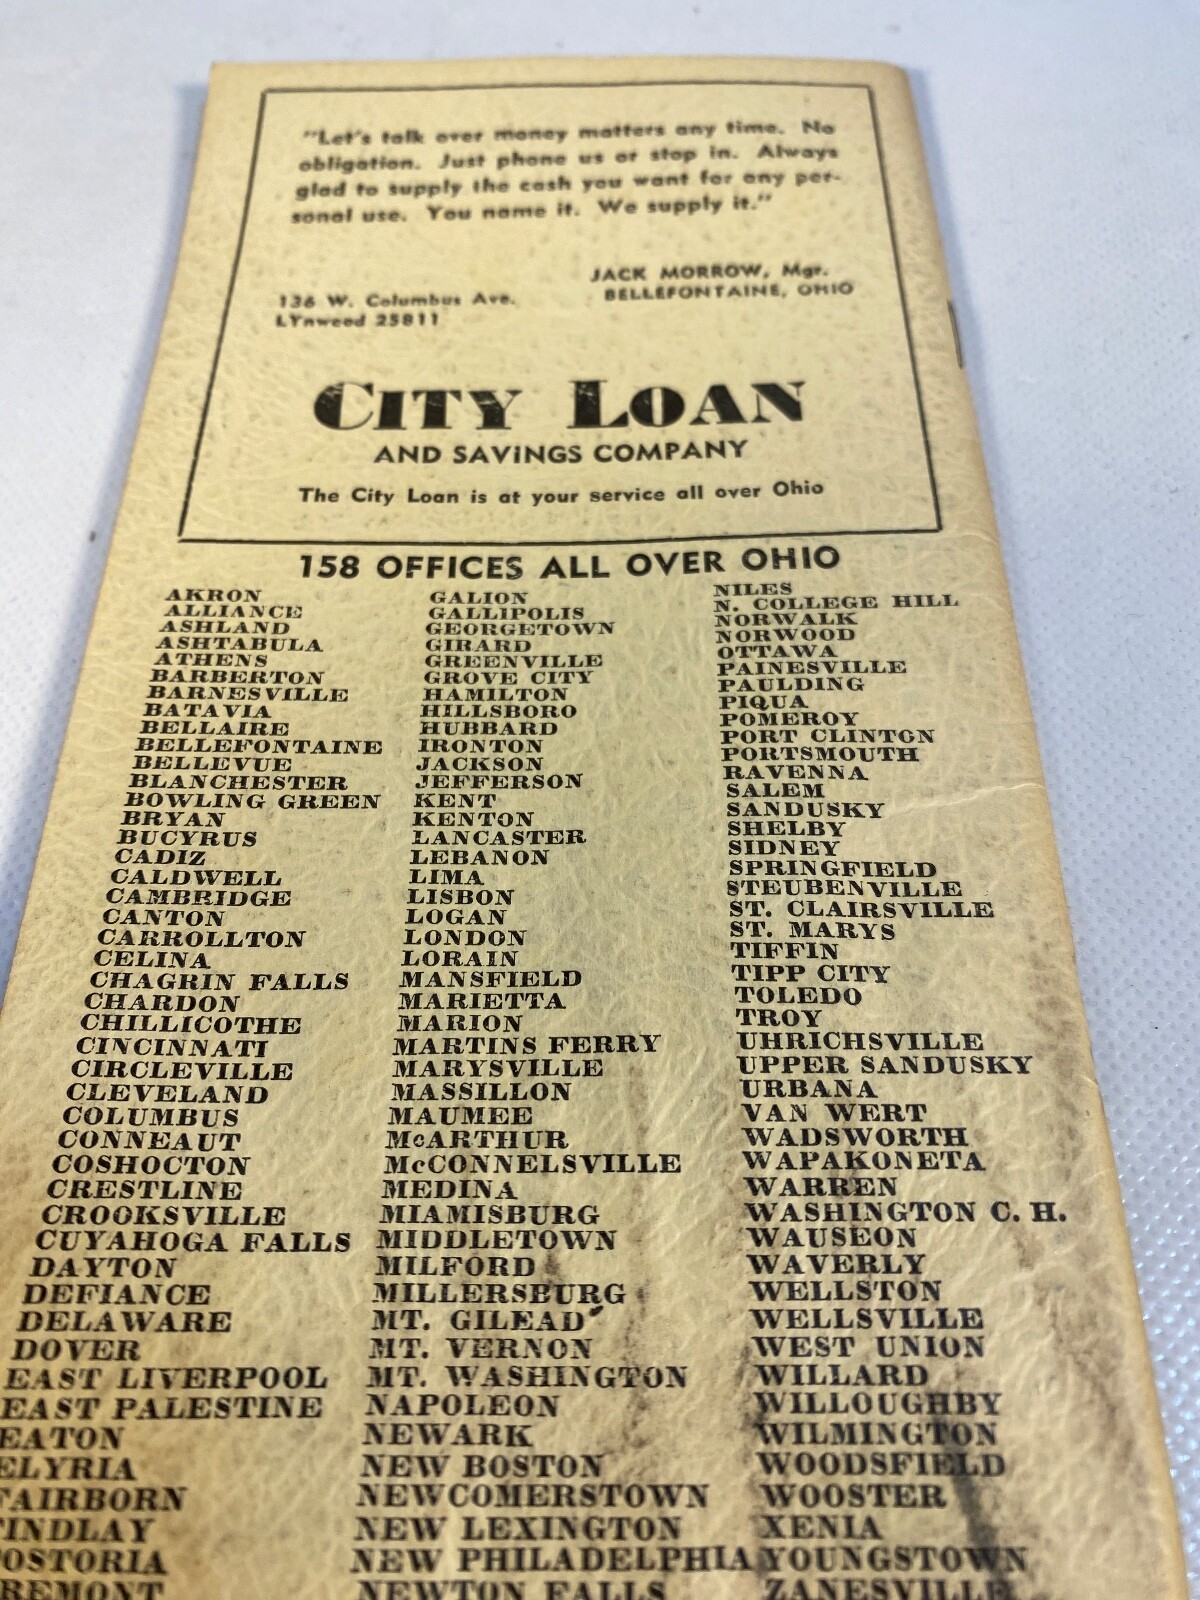 "Let's talk over money matters any time. No
obligation. Just phone us or stop in. Always
glad to supply the cash you want for any per-
sonal use. You name it. We supply it."
JACK MORROW, Mgr.
136 W. Columbus Ave. BELLEFONTAINE, OHIO
LYnwood 25811
CITY LOAN
AND SAVINGS COMPANY
The City Loan is at your service all over Ohio
158 OFFICES ALL OVER OHIO
AKRON
ALLIANCE
ASHLAND
ASHTABULA
ATHENS
BARBERTON
BARNESVILLE
BATAVIA
BELLAIRE
BELLEFONTAINE
BELLEVUE
BLANCHESTER
BOWLING GREEN
BRYAN
BUCYRUS
CADIZ
CALDWELL
CAMBRIDGE
CANTON
CARROLLTON
CELINA
CHAGRIN FALLS
CHARDON
CHILLICOTHE
CINCINNATI
CIRCLEVILLE
CLEVELAND
COLUMBUS
CONNEAUT
COSHOCTON
CRESTLINE
CROOKSVILLE
CUYAHOGA FALLS
DAYTON
DEFIANCE
DELAWARE
DOVER
EAST LIVERPOOL
EAST PALESTINE
EATON
ELYRIA
FAIRBORN
INDLAY
OSTORIA
REMONT
GALION
GALLIPOLIS
GEORGETOWN
GIRARD
GREENVILLE
GROVE CITY
HAMILTON
HILLSBORO
HUBBARD
IRONTON
JACKSON
JEFFERSON
KENT
KENTON
LANCASTER
LEBANON
LIMA
LISBON
LOGAN
LONDON
LORAIN
MANSFIELD
MARIETTA
MARION
MARTINS FERRY
MARYSVILLE
MASSILLON
MAUMEE
McARTHUR
McCONNELSVILLE
MEDINA
MIAMISBURG
MIDDLETOWN
MILFORD
MILLERSBURG
MT. GILEAD
MT. VERNON
MT. WASHINGTON
NAPOLEON
NEWARK
NEW BOSTON
NEWCOMERSTOWN
NEW LEXINGTON
NEW PHILADELPHIA
NEWTON FALLS
NILES
N. COLLEGE HILL
NORWALK
NORWOOD
OTTAWA
PAINESVILLE
PAULDING
PIQUA
POMEROY
PORT CLINTON
PORTSMOUTH
RAVENNA
SALEM
SANDUSKY
SHELBY
SIDNEY
SPRINGFIELD
STEUBENVILLE
ST. CLAIRSVILLE
ST. MARYS
TIFFIN
TIPP CITY
TOLEDO
TROY
UHRICHSVILLE
UPPER SANDUSKY
URBANA
VAN WERT
WADSWORTH
WAPAKONETA
WARREN
WASHINGTON C. H.
WAUSEON
WAVERLY
WELLSTON
WELLSVILLE
WEST UNION
WILLARD
WILLOUGHBY
WILMINGTON
WOODSFIELD
WOOSTER
XENIA
YOUNGSTOWN
ZANESVILLE